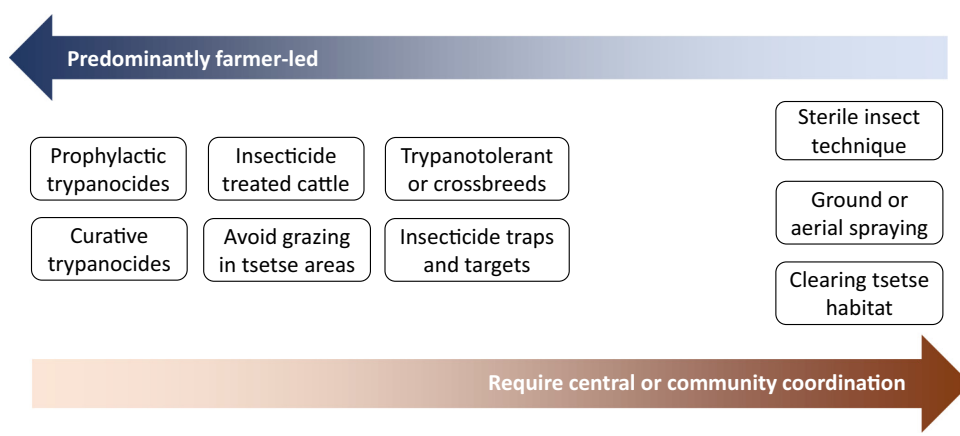 Predominantly farmer-led
Prophylactic
trypanocides
Insecticide
treated cattle
Trypanotolerant
or crossbreeds
Sterile insect
technique
Curative
trypanocides
Avoid grazing
in tsetse areas
Insecticide traps
and targets
Ground or
aerial spraying
Clearing tsetse
habitat
Require central or community coordination